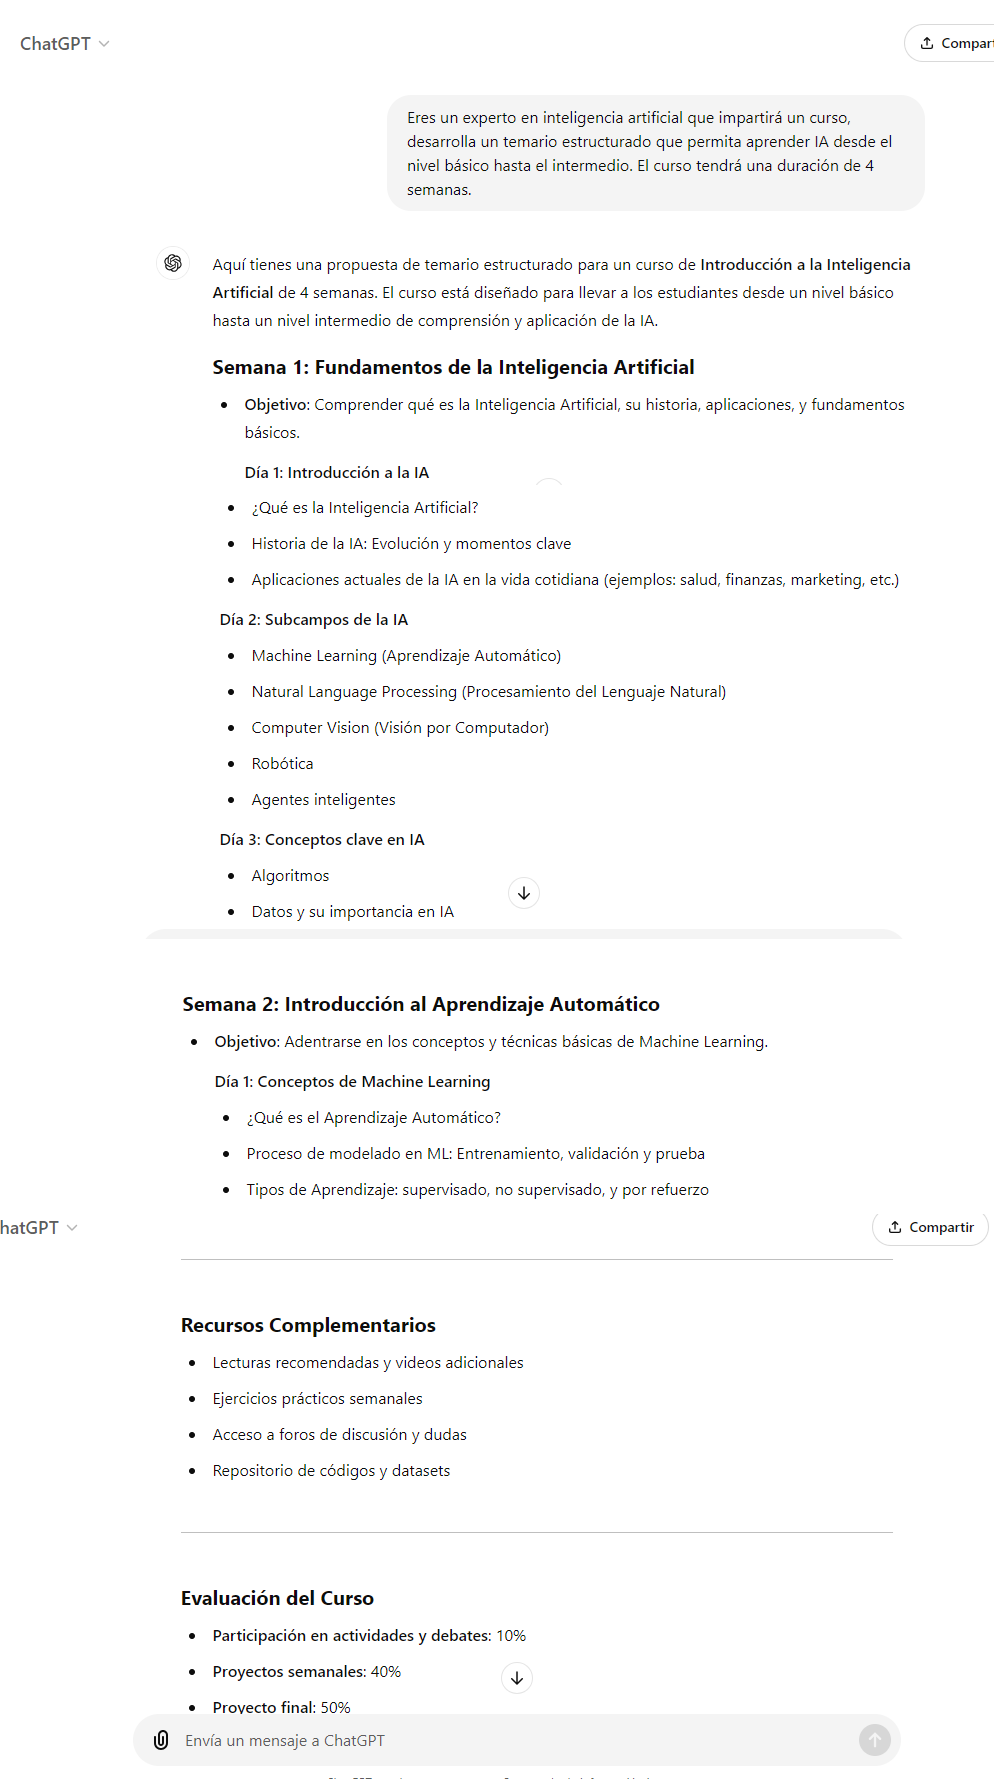 ChatGPT
Compart
Eres un experto en inteligencia artificial que impartirá un curso,
desarrolla un temario estructurado que permita aprender IA desde el
nivel básico hasta el intermedio. El curso tendrá una duración de 4
semanas.
Aquí tienes una propuesta de temario estructurado para un curso de Introducción a la Inteligencia
Artificial de 4 semanas. El curso está diseñado para llevar a los estudiantes desde un nivel básico
hasta un nivel intermedio de comprensión y aplicación de la IA.
Semana 1: Fundamentos de la Inteligencia Artificial
• Objetivo: Comprender qué es la Inteligencia Artificial, su historia, aplicaciones, y fundamentos
básicos.
Día 1: Introducción a la IA
• ¿Qué es la Inteligencia Artificial?
• Historia de la IA: Evolución y momentos clave
• Aplicaciones actuales de la IA en la vida cotidiana (ejemplos: salud, finanzas, marketing, etc.)
Día 2: Subcampos de la IA
• Machine Learning (Aprendizaje Automático)
• Natural Language Processing (Procesamiento del Lenguaje Natural)
• Computer Vision (Visión por Computador)
• Robótica
• Agentes inteligentes
Día 3: Conceptos clave en IA
• Algoritmos
• Datos y su importancia en IA
Semana 2: Introducción al Aprendizaje Automático
• Objetivo: Adentrarse en los conceptos y técnicas básicas de Machine Learning.
Día 1: Conceptos de Machine Learning
• ¿Qué es el Aprendizaje Automático?
• Proceso de modelado en ML: Entrenamiento, validación y prueba
• Tipos de Aprendizaje: supervisado, no supervisado, y por refuerzo
hatGPT
Compartir
Recursos Complementarios
• Lecturas recomendadas y videos adicionales
• Ejercicios prácticos semanales
• Acceso a foros de discusión y dudas
• Repositorio de códigos y datasets
Evaluación del Curso
• Participación en actividades y debates: 10%
• Proyectos semanales: 40%
• Proyecto final: 50%
Envía un mensaje a ChatGPT